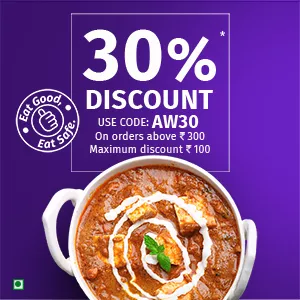 30%*
DISCOUNT
USE CODE: AW30
On orders above ₹ 300
Maximum discount ₹ 100
Eat Good,
Eat Safe.